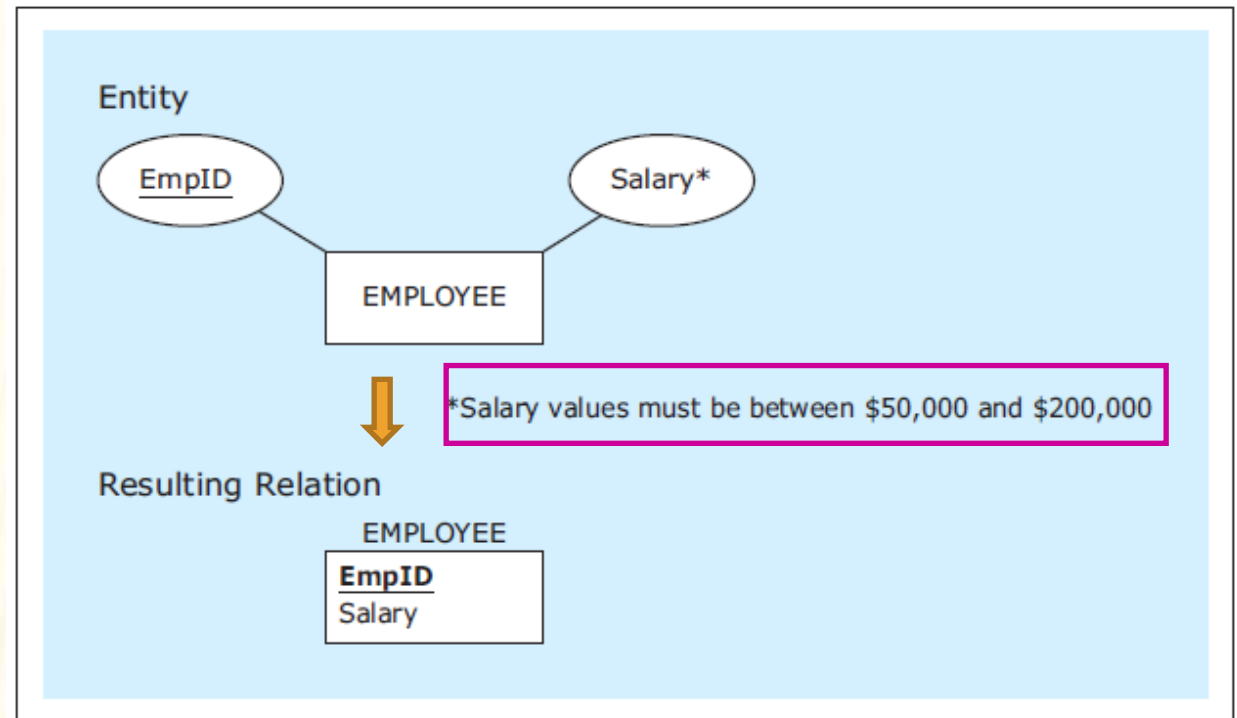 Entity
EmpID
Salary*
EMPLOYEE
*Salary values must be between $50,000 and $200,000
Resulting Relation
EMPLOYEE
EmpID
Salary